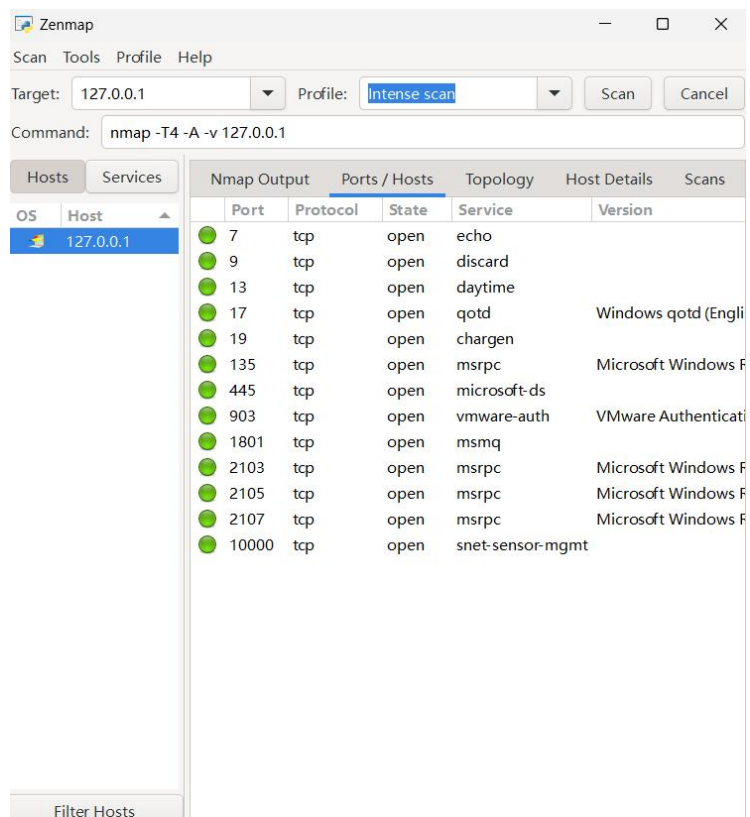 Zenmap
Scan Tools Profile Help
Target: 127.0.0.1 Profile: Intense scan Scan Cancel
Command: nmap -T4 -A -v 127.0.0.1
Hosts Services Nmap Output Ports / Hosts Topology Host Details Scans
OS Host Port Protocol State Service Version
127.0.0.1 7 tcp open echo
9 tcp open discard
13 tcp open daytime
17 tcp open qotd Windows qotd (Engli
19 tcp open chargen
135 tcp open msrpc Microsoft Windows R
445 tcp open microsoft-ds
903 tcp open vmware-auth VMware Authenticati
1801 tcp open msmq
2103 tcp open msrpc Microsoft Windows R
2105 tcp open msrpc Microsoft Windows R
2107 tcp open msrpc Microsoft Windows R
10000 tcp open snet-sensor-mgmt
Filter Hosts